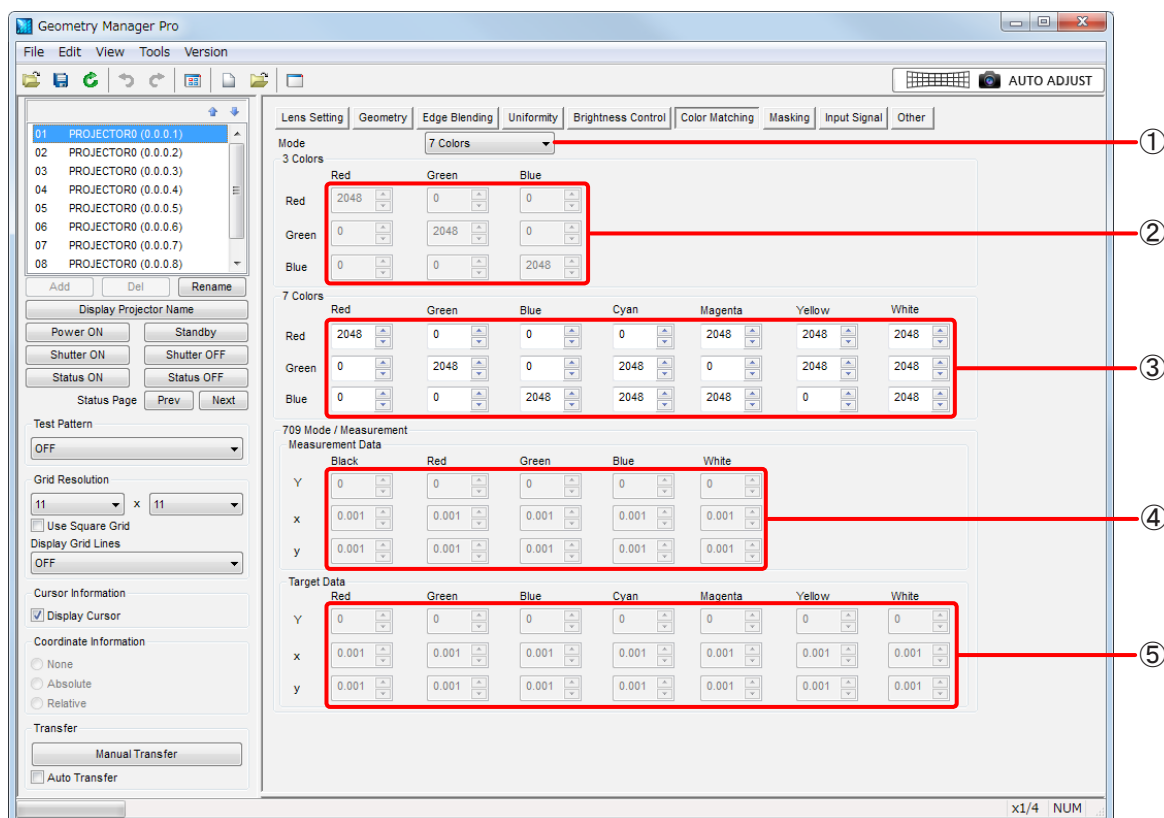 Geometry Manager Pro
File Edit View Tools Version
AUTO ADJUST
01 PROJECTOR0 (0.0.0.1)
02 PROJECTOR0 (0.0.0.2)
03 PROJECTOR0 (0.0.0.3)
04 PROJECTOR0 (0.0.0.4)
05 PROJECTOR0 (0.0.0.5)
06 PROJECTOR0 (0.0.0.6)
07 PROJECTOR0 (0.0.0.7)
08 PROJECTOR0 (0.0.0.8)
Add Del Rename
Display Projector Name
Power ON Standby
Shutter ON Shutter OFF
Status ON Status OFF
Status Page Prev Next
Test Pattern
OFF
Grid Resolution
11 x 11
Use Square Grid
Display Grid Lines
OFF
Cursor Information
Display Cursor
Coordinate Information
None
Absolute
Relative
Transfer
Manual Transfer
Auto Transfer
Lens Setting Geometry Edge Blending Uniformity Brightness Control Color Matching Masking Input Signal Other
Mode 7 Colors ①
3 Colors
Red Green Blue
Red 2048 0 0
Green 0 2048 0 ②
Blue 0 0 2048
7 Colors
Red Green Blue Cyan Magenta Yellow White
Red 2048 0 0 0 2048 2048 2048
Green 0 2048 0 2048 0 2048 2048 ③
Blue 0 0 2048 2048 2048 0 2048
709 Mode / Measurement
Measurement Data
Black Red Green Blue White
Y 0 0 0 0 0
x 0.001 0.001 0.001 0.001 0.001 ④
y 0.001 0.001 0.001 0.001 0.001
Target Data
Red Green Blue Cyan Magenta Yellow White
Y 0 0 0 0 0 0 0
x 0.001 0.001 0.001 0.001 0.001 0.001 0.001 ⑤
y 0.001 0.001 0.001 0.001 0.001 0.001 0.001
x1/4 NUM